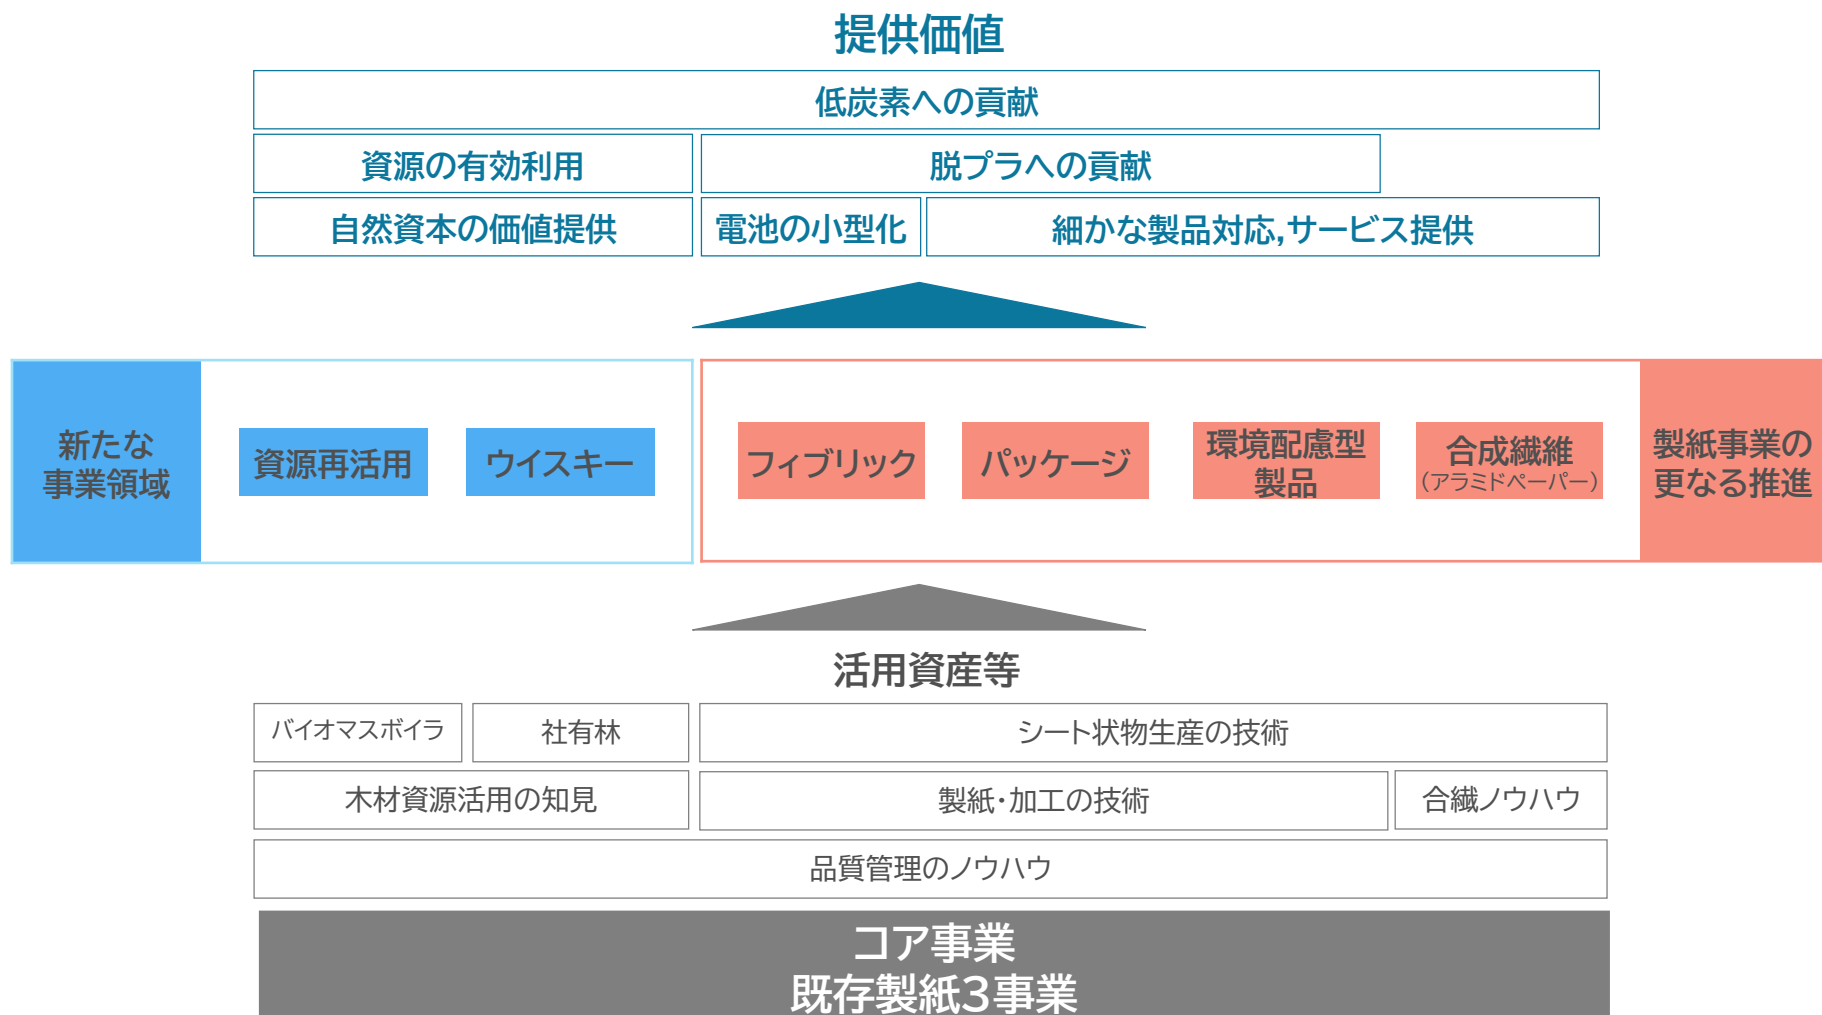 提供価値
低炭素への貢献
資源の有効利用
脱プラへの貢献
自然資本の価値提供
電池の小型化
細かな製品対応,サービス提供
新たな
事業領域
資源再活用
ウイスキー
フィブリック
パッケージ
環境配慮型
製品
合成繊維
（アラミドペーパー）
製紙事業の
更なる推進
活用資産等
バイオマスボイラ
社有林
シート状物生産の技術
木材資源活用の知見
製紙・加工の技術
合繊ノウハウ
品質管理のノウハウ
コア事業
既存製紙3事業